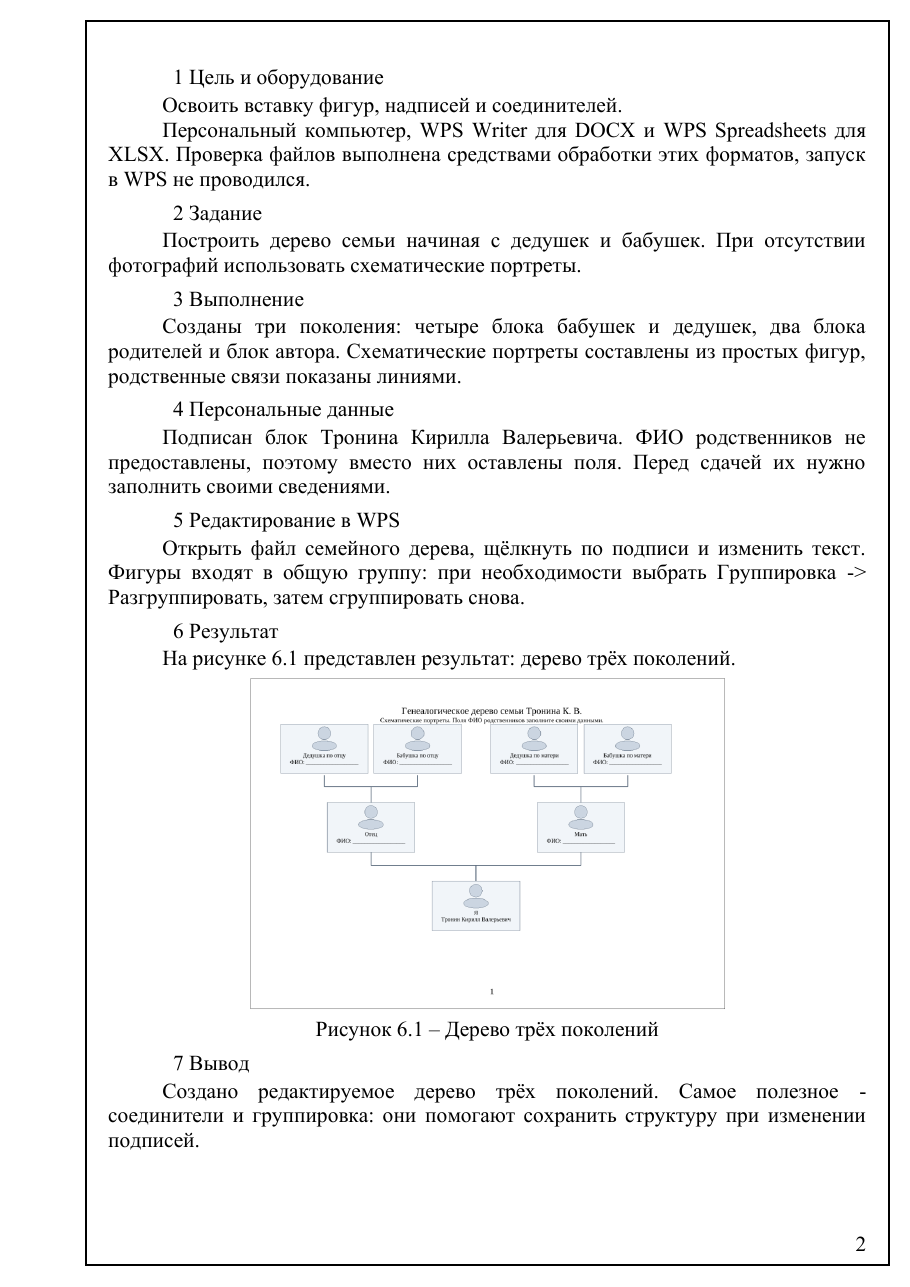 1 Цель и оборудование
Освоить вставку фигур, надписей и соединителей.
Персональный компьютер, WPS Writer для DOCX и WPS Spreadsheets для
XLSX. Проверка файлов выполнена средствами обработки этих форматов, запуск
в WPS не проводился.
2 Задание
Построить дерево семьи начиная с дедушек и бабушек. При отсутствии
фотографий использовать схематические портреты.
3 Выполнение
Созданы три поколения: четыре блока бабушек и дедушек, два блока
родителей и блок автора. Схематические портреты составлены из простых фигур,
родственные связи показаны линиями.
4 Персональные данные
Подписан блок Тронина Кирилла Валерьевича. ФИО родственников не
предоставлены, поэтому вместо них оставлены поля. Перед сдачей их нужно
заполнить своими сведениями.
5 Редактирование в WPS
Открыть файл семейного дерева, щёлкнуть по подписи и изменить текст.
Фигуры входят в общую группу: при необходимости выбрать Группировка ->
Разгруппировать, затем сгруппировать снова.
6 Результат
На рисунке 6.1 представлен результат: дерево трёх поколений.
Генеалогическое дерево семьи Тронина К. В.
Схематические портреты. Поля ФИО родственников заполните своими данными.
Дедушка по отцу
ФИО: ____________________
Бабушка по отцу
ФИО: ____________________
Дедушка по матери
ФИО: ____________________
Бабушка по матери
ФИО: ____________________
Отец
ФИО: ____________________
Мать
ФИО: ____________________
Я
Тронин Кирилл Валерьевич
1
Рисунок 6.1 – Дерево трёх поколений
7 Вывод
Создано редактируемое дерево трёх поколений. Самое полезное -
соединители и группировка: они помогают сохранить структуру при изменении
подписей.
2